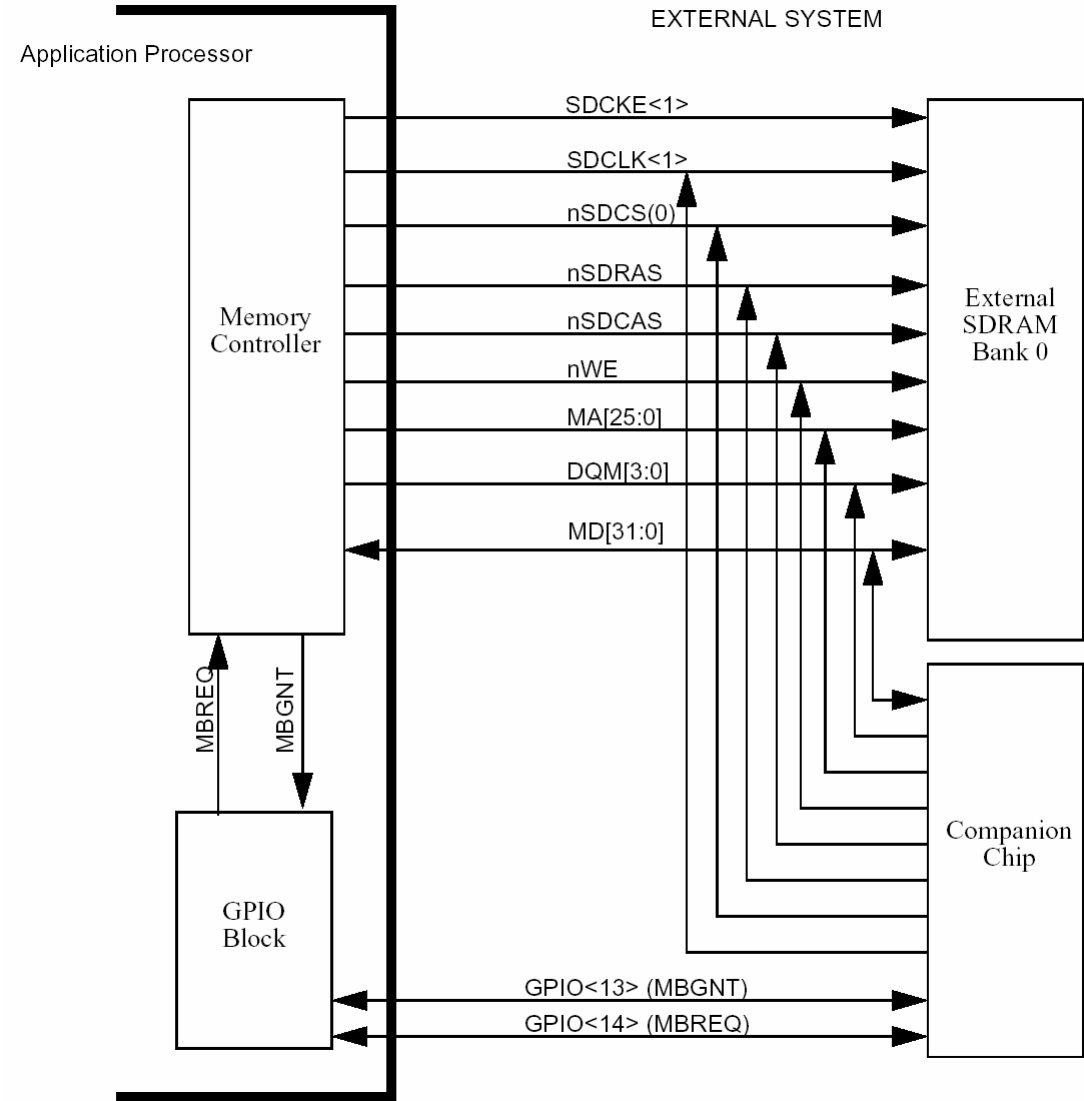 EXTERNAL SYSTEM
Application Processor
SDCKE<1>
SDCLK<1>
nSDCS(0)
nSDRAS
nSDCAS
nWE
MA[25:0]
DQM[3:0]
MD[31:0]
Memory
Controller
External
SDRAM
Bank 0
MBREQ
MBGNT
GPIO
Block
Companion
Chip
GPIO<13> (MBGNT)
GPIO<14> (MBREQ)